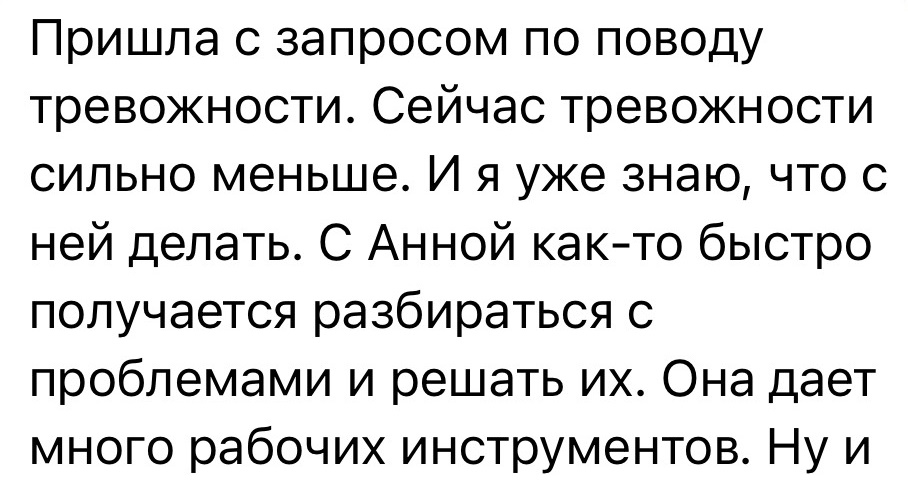 Пришла с запросом по поводу
тревожности. Сейчас тревожности
сильно меньше. И я уже знаю, что с
ней делать. С Анной как-то быстро
получается разбираться с
проблемами и решать их. Она дает
много рабочих инструментов. Ну и